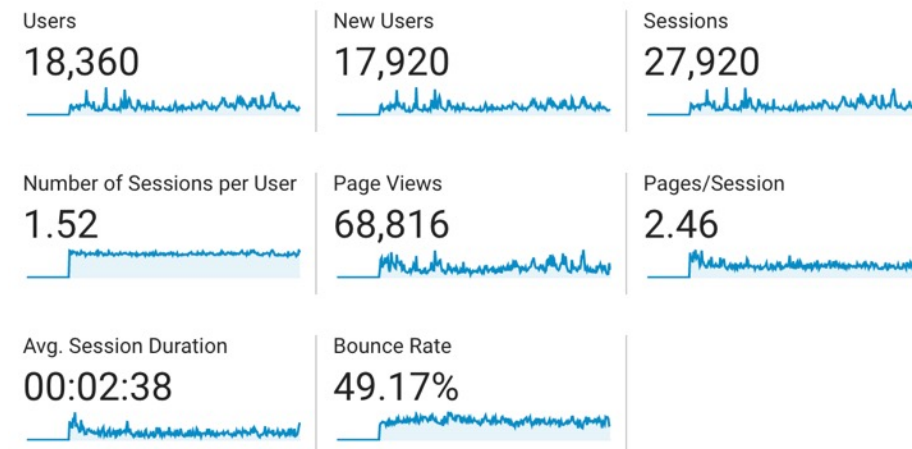 Users
18,360
New Users
17,920
Sessions
27,920
Number of Sessions per User
1.52
Page Views
68,816
Pages/Session
2.46
Avg. Session Duration
00:02:38
Bounce Rate
49.17%